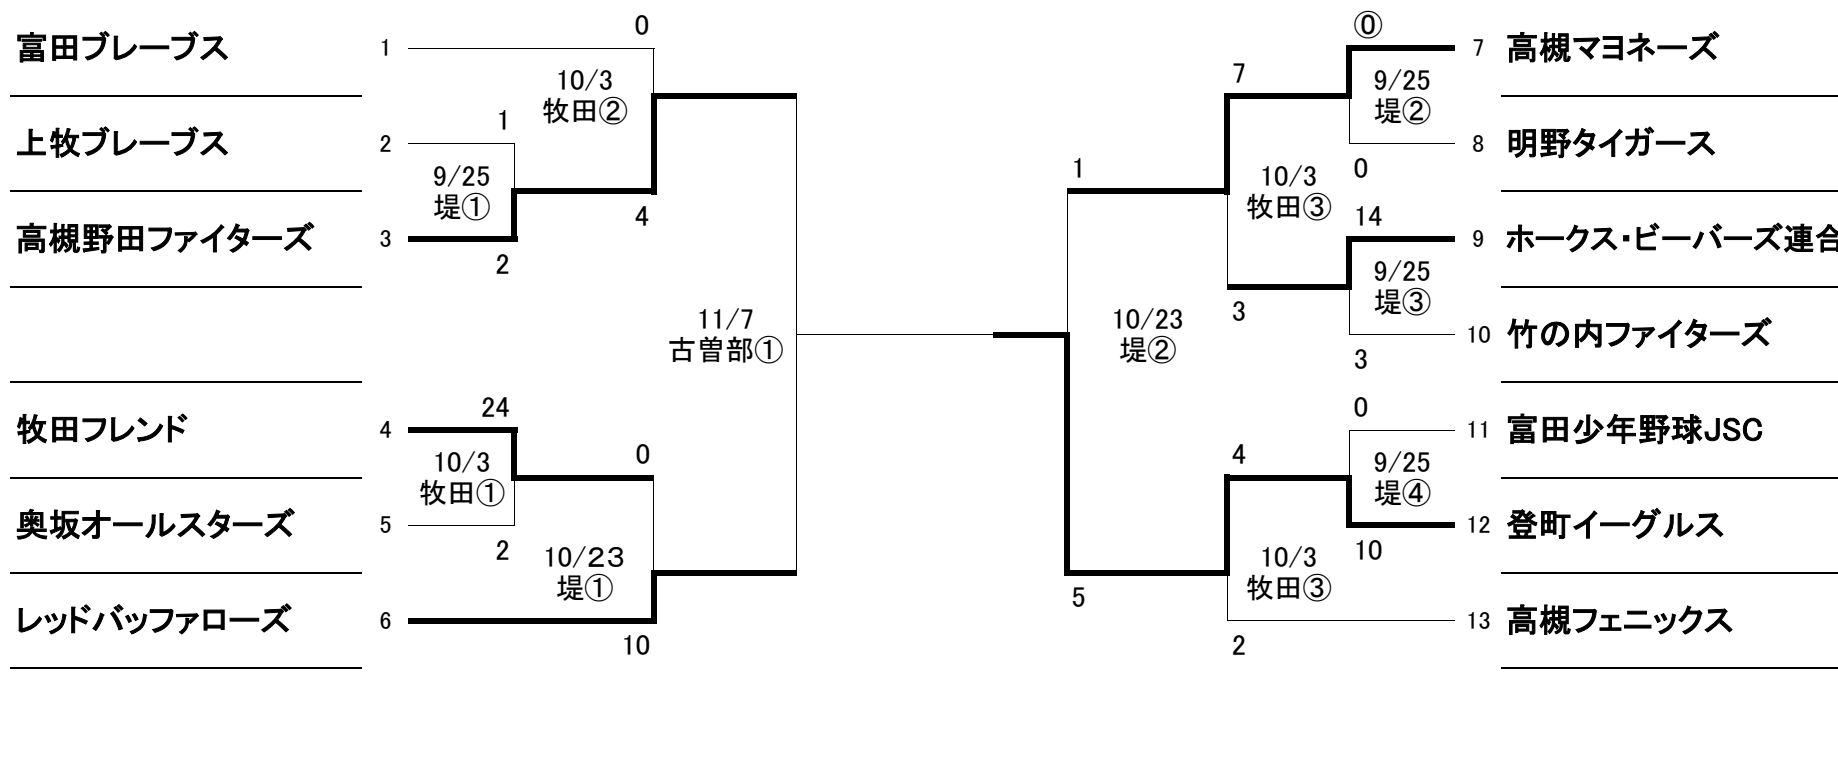 富田ブレーブス 1
0
10/3
牧田②
上牧ブレーブス 2
1
9/25
堤①
高槻野田ファイターズ 3
2
4
11/7
古曽部①
牧田フレンド 4
24
10/3
牧田①
奥坂オールスターズ 5
2
0
10/23
堤①
レッドバッファローズ 6
10
⓪
7 高槻マヨネーズ
9/25
堤②
8 明野タイガース
0
7
10/3
牧田③
14
9 ホークス・ビーバーズ連合
9/25
堤③
10 竹の内ファイターズ
3
3
1
10/23
堤②
5
0
11 富田少年野球JSC
9/25
堤④
12 登町イーグルス
10
4
10/3
牧田③
13 高槻フェニックス
2